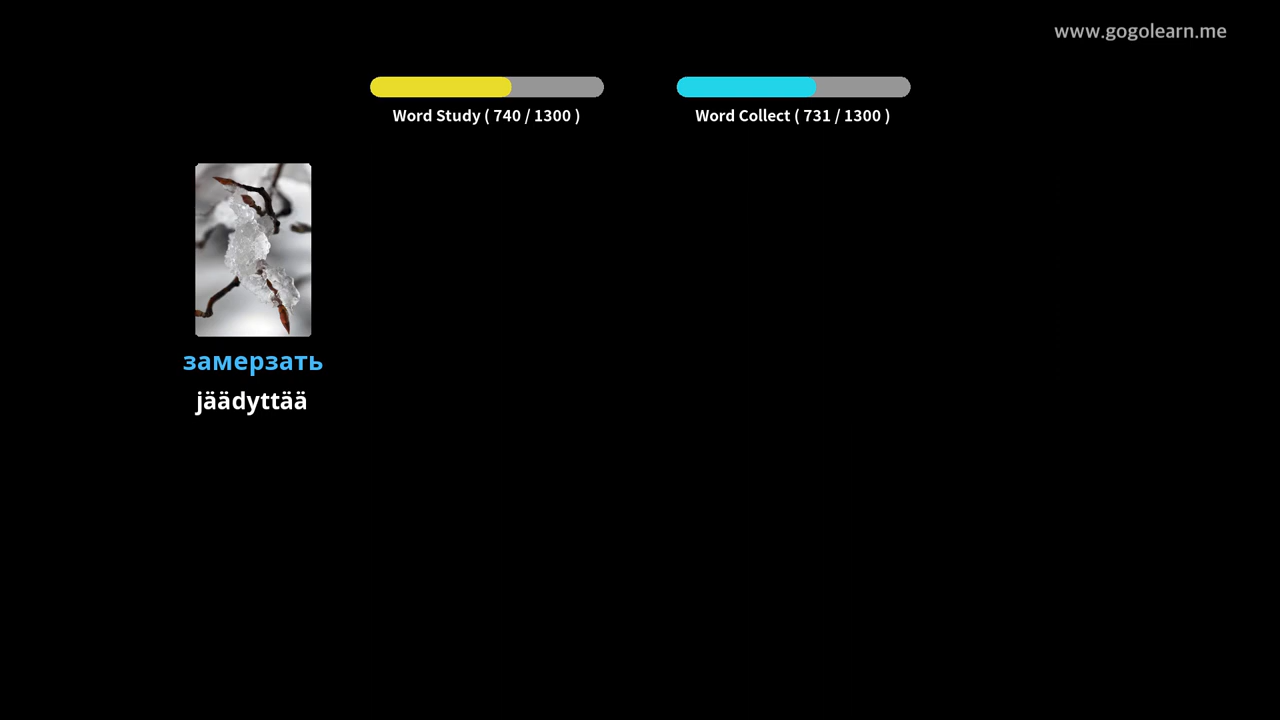 www.gogolearn.me
Word Study ( 740 / 1300 )
Word Collect ( 731 / 1300 )
замерзать
jäädyttää